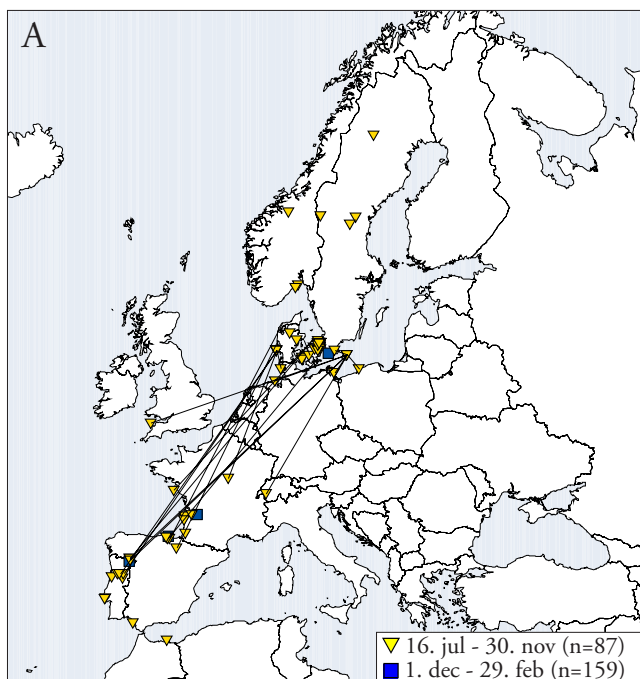 A
16. jul - 30. nov (n=87)
1. dec - 29. feb (n=159)